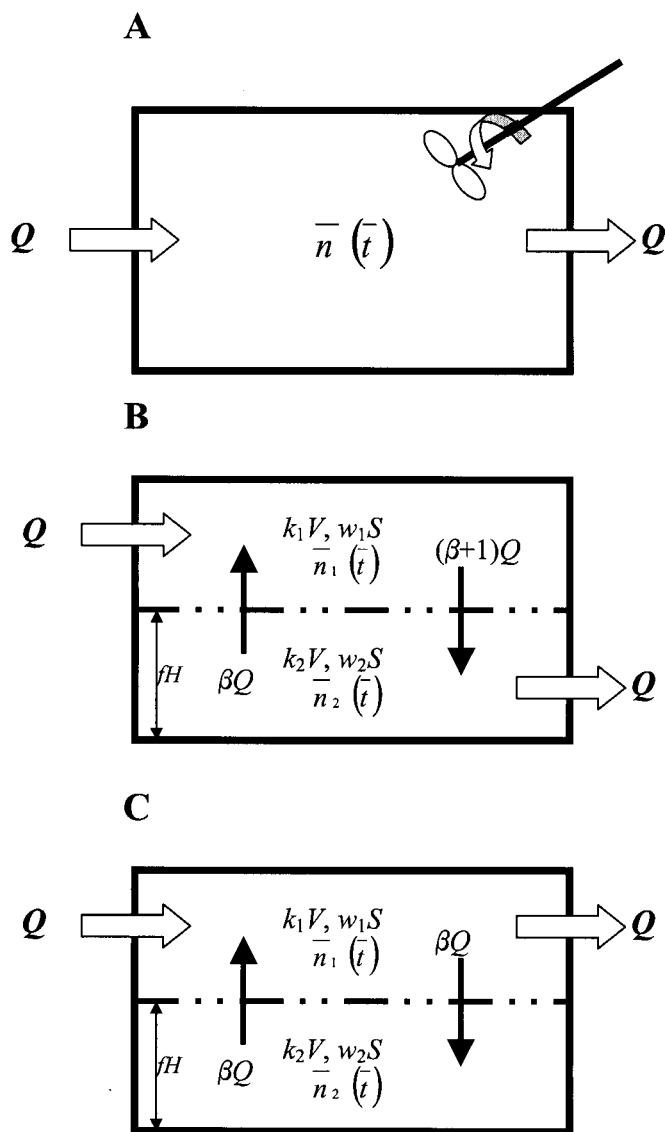 A
Q
n̄ (t̄)
Q
B
Q
k₁V, w₁S
n̄₁ (t̄)
(β+1)Q
fH
βQ
k₂V, w₂S
n̄₂ (t̄)
Q
C
Q
k₁V, w₁S
n̄₁ (t̄)
βQ
Q
fH
βQ
k₂V, w₂S
n̄₂ (t̄)